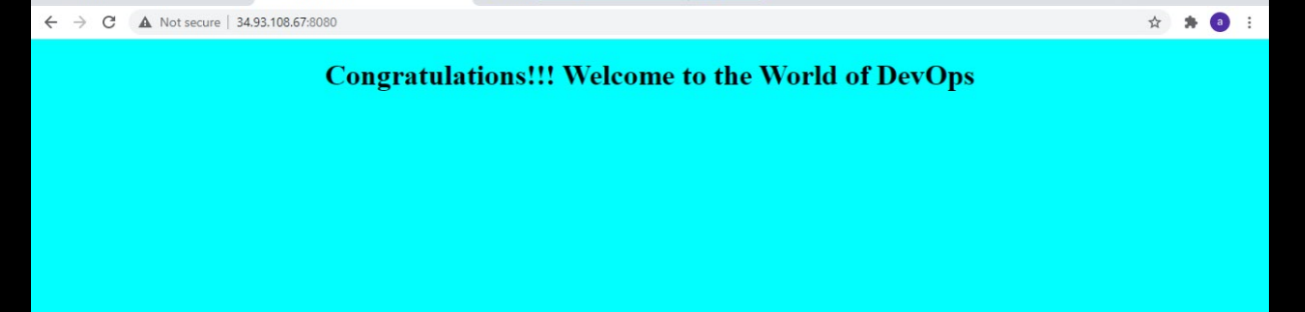 Not secure | 34.93.108.67:8080
a
Congratulations!!! Welcome to the World of DevOps